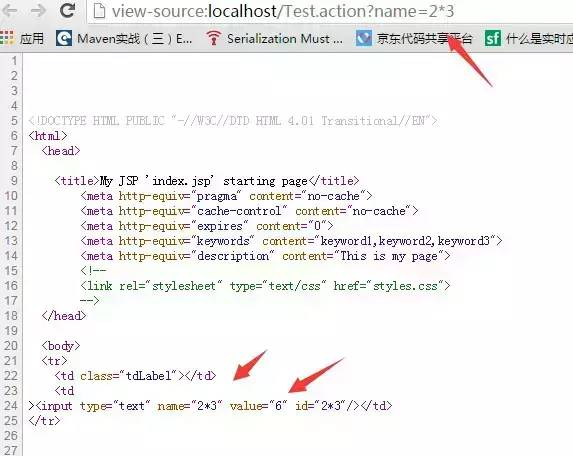 view-source:localhost/Test.action?name=2*3
应用 Maven实战（三）E... Serialization Must ... 京东代码共享平台 sf 什么是实时应
1
2
3
4
5 <!DOCTYPE HTML PUBLIC "-//W3C//DTD HTML 4.01 Transitional//EN">
6 <html>
7 <head>
8
9 <title>My JSP 'index.jsp' starting page</title>
10 <meta http-equiv="pragma" content="no-cache">
11 <meta http-equiv="cache-control" content="no-cache">
12 <meta http-equiv="expires" content="0">
13 <meta http-equiv="keywords" content="keyword1,keyword2,keyword3">
14 <meta http-equiv="description" content="This is my page">
15 <!--
16 <link rel="stylesheet" type="text/css" href="styles.css">
17 -->
18 </head>
19
20 <body>
21 <tr>
22 <td class="tdLabel"></td>
23 <td
24 ><input type="text" name="2*3" value="6" id="2*3"/></td>
25 </tr>
26
27